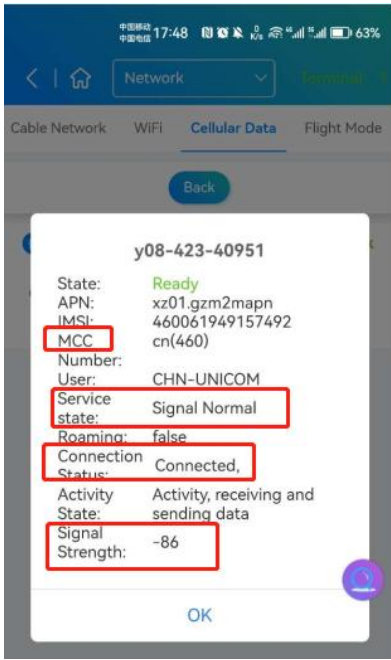 中国移动
中国电信 17:48 0 K/s 5G 5G 63%
Network
Cable Network WiFi Cellular Data Flight Mode
Back
y08-423-40951
State: Ready
APN: xz01.gzm2mapn
IMSI: 460061949157492
MCC cn(460)
Number:
User: CHN-UNICOM
Service
state: Signal Normal
Roaming: false
Connection
Status: Connected,
Activity Activity, receiving and
State: sending data
Signal
Strength: -86
OK